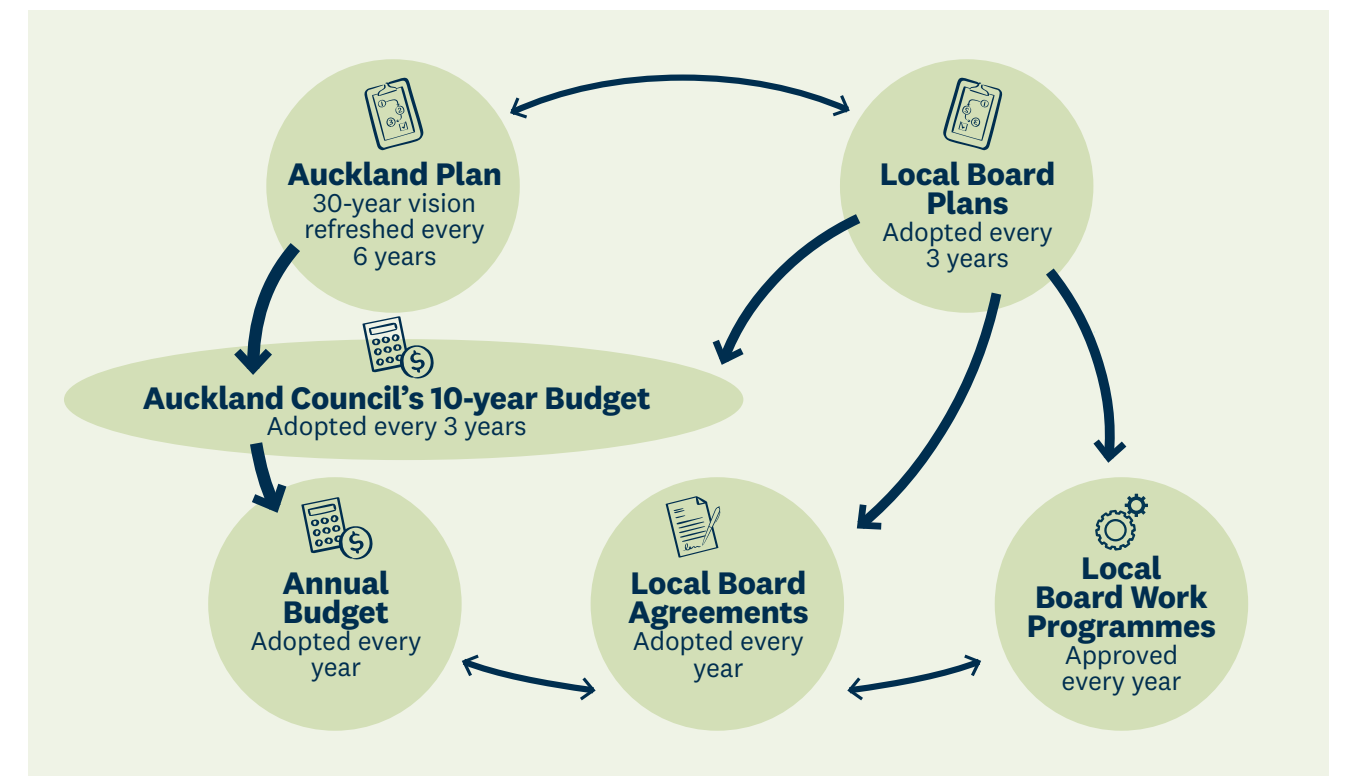 Auckland Plan
30-year vision
refreshed every
6 years
Local Board
Plans
Adopted every
3 years
Auckland Council’s 10-year Budget
Adopted every 3 years
Annual
Budget
Adopted every
year
Local Board
Agreements
Adopted every
year
Local
Board Work
Programmes
Approved
every year